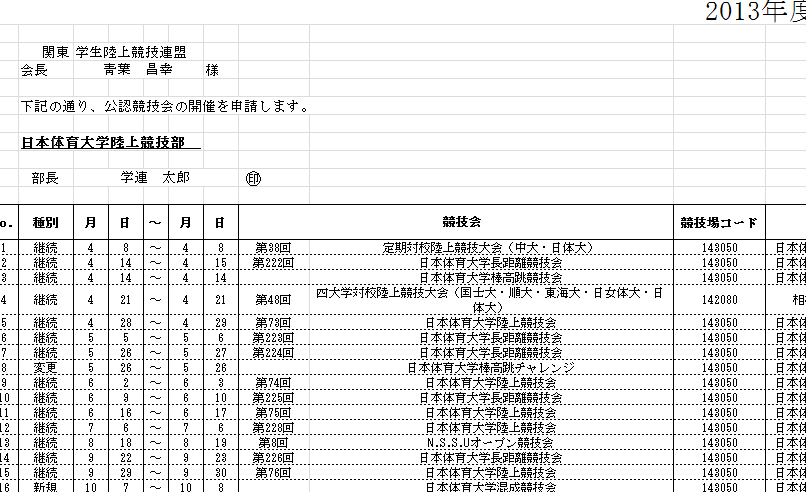 2013年度
関東 学生陸上競技連盟
会長 青葉 昌幸 様
下記の通り、公認競技会の開催を申請します。
日本体育大学陸上競技部
部長 学連 太郎 ㊞
o. 種別 月 日 ～ 月 日 競技会 競技場コード
1 継続 4 8 ～ 4 8 第38回 定期対校陸上競技大会（中大・日体大） 143050 日本体
2 継続 4 14 ～ 4 15 第222回 日本体育大学長距離競技会 143050 日本体
3 継続 4 14 ～ 4 14 日本体育大学棒高跳競技会 143050 日本体
4 継続 4 21 ～ 4 21 第48回 四大学対校陸上競技大会（国士大・順大・東海大・日女体大・日体大） 142080 相
5 継続 4 28 ～ 4 29 第73回 日本体育大学陸上競技会 143050 日本体
6 継続 5 5 ～ 5 6 第223回 日本体育大学長距離競技会 143050 日本体
7 継続 5 26 ～ 5 27 第224回 日本体育大学長距離競技会 143050 日本体
8 変更 5 26 ～ 5 26 日本体育大学棒高跳チャレンジ 143050 日本体
9 継続 6 2 ～ 6 3 第74回 日本体育大学陸上競技会 143050 日本体
10 継続 6 9 ～ 6 10 第225回 日本体育大学長距離競技会 143050 日本体
11 継続 6 16 ～ 6 17 第75回 日本体育大学陸上競技会 143050 日本体
12 継続 7 6 ～ 7 6 第228回 日本体育大学陸上競技会 143050 日本体
13 継続 8 18 ～ 8 19 第8回 N.S.S.Uオープン競技会 143050 日本体
14 継続 9 22 ～ 9 23 第226回 日本体育大学長距離競技会 143050 日本体
15 継続 9 29 ～ 9 30 第76回 日本体育大学陸上競技会 143050 日本体
16 新規 10 7 ～ 10 8 日本体育大学混成競技会 143050 日本体